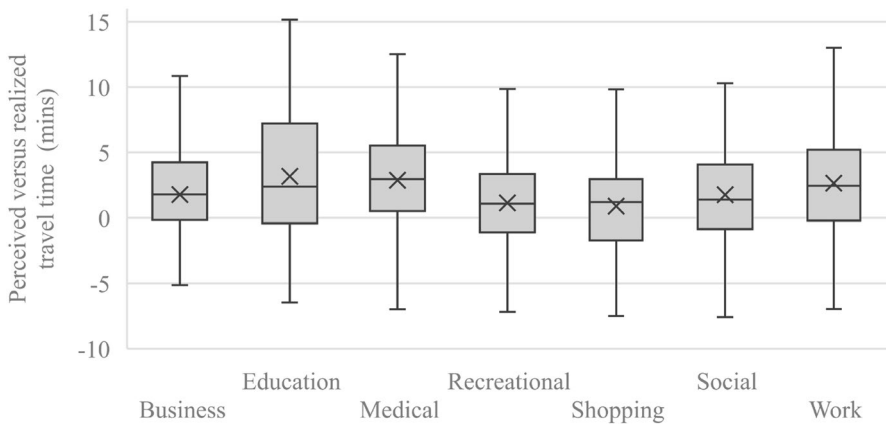 Perceived versus realized
travel time (mins)
15
10
5
0
-5
-10
Education Recreational Social
Business Medical Shopping Work